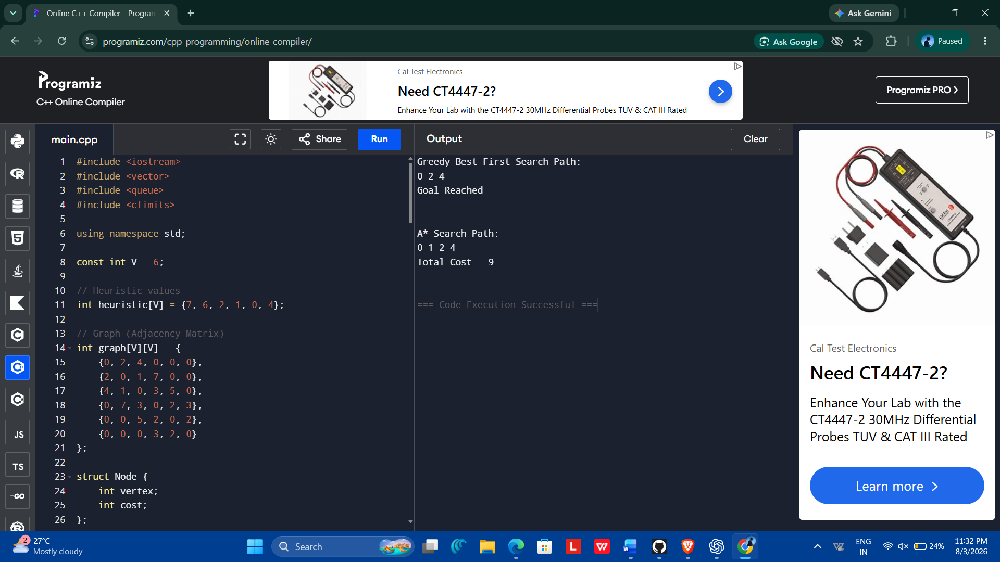 Online C++ Compiler - Program
Ask Gemini
programiz.com/cpp-programming/online-compiler/
Ask Google
Paused
Programiz
C++ Online Compiler
Cal Test Electronics
Need CT4447-2?
Enhance Your Lab with the CT4447-2 30MHz Differential Probes TUV & CAT III Rated
Programiz PRO
main.cpp
Share
Run
Output
Clear
1 #include <iostream>
2 #include <vector>
3 #include <queue>
4 #include <climits>
5
6 using namespace std;
7
8 const int V = 6;
9
10 // Heuristic values
11 int heuristic[V] = {7, 6, 2, 1, 0, 4};
12
13 // Graph (Adjacency Matrix)
14 int graph[V][V] = {
15 {0, 2, 4, 0, 0, 0},
16 {2, 0, 1, 7, 0, 0},
17 {4, 1, 0, 3, 5, 0},
18 {0, 7, 3, 0, 2, 3},
19 {0, 0, 5, 2, 0, 2},
20 {0, 0, 0, 3, 2, 0}
21 };
22
23 struct Node {
24 int vertex;
25 int cost;
26 };
Greedy Best First Search Path:
0 2 4
Goal Reached
A* Search Path:
0 1 2 4
Total Cost = 9
=== Code Execution Successful ===
Cal Test Electronics
Need CT4447-2?
Enhance Your Lab with the
CT4447-2 30MHz Differential
Probes TUV & CAT III Rated
Learn more
JS
TS
GO
2
27°C
Mostly cloudy
Search
L
W
ENG
IN
24%
11:32 PM
8/3/2026